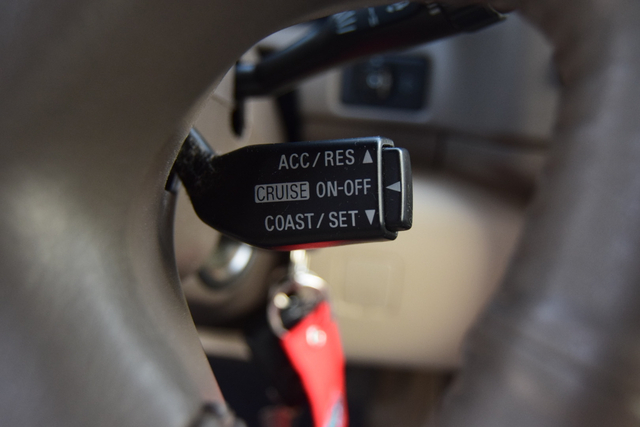 ACC/RES ▲
CRUISE ON-OFF ◀
COAST/SET ▼